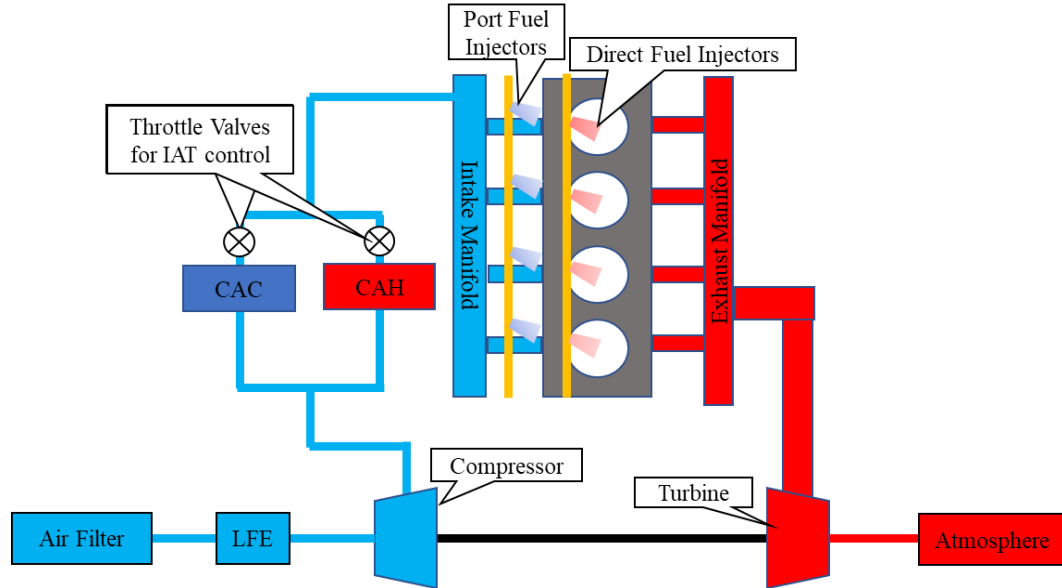 Port Fuel
Injectors
Direct Fuel Injectors
Throttle Valves
for IAT control
Intake Manifold
Exhaust Manifold
CAC
CAH
Compressor
Turbine
Air Filter
LFE
Atmosphere